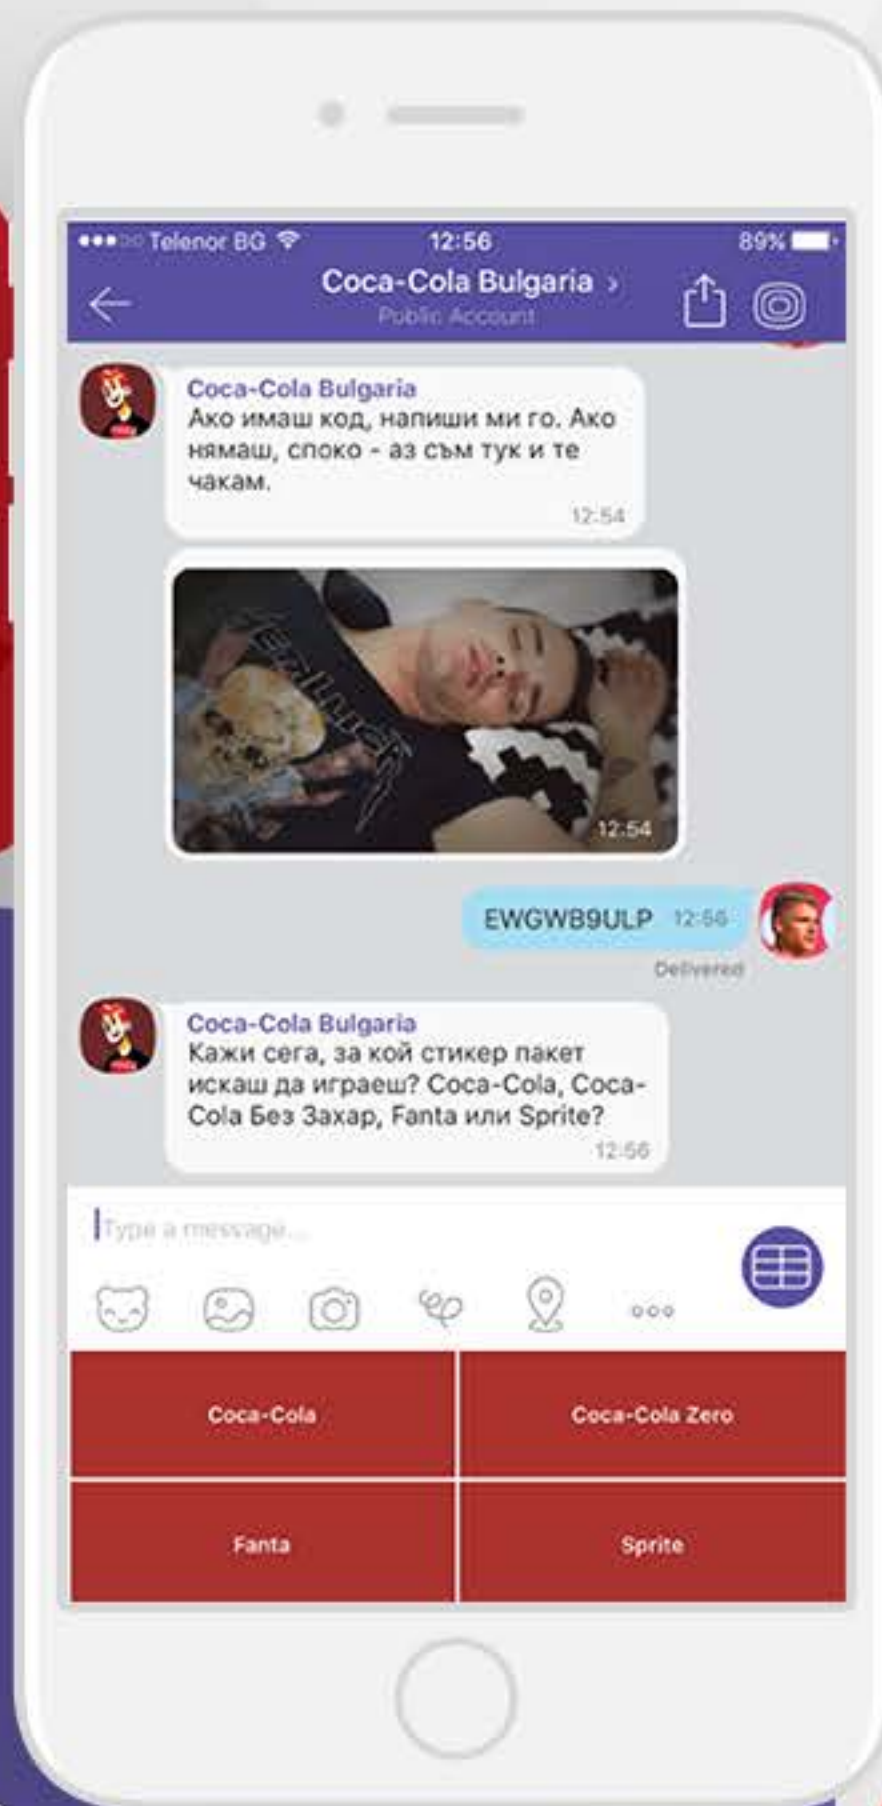 Telenor BG 12:56 89%
Coca-Cola Bulgaria
Public Account
Coca-Cola Bulgaria
Ако имаш код, напиши ми го. Ако
нямаш, споко - аз съм тук и те
чакам.
12:54
12:54
EWGWB9ULP 12:56
Delivered
Coca-Cola Bulgaria
Кажи сега, за кой стикер пакет
искаш да играеш? Coca-Cola, Coca-
Cola Без Захар, Fanta или Sprite?
12:56
Type a message...
Coca-Cola Coca-Cola Zero
Fanta Sprite